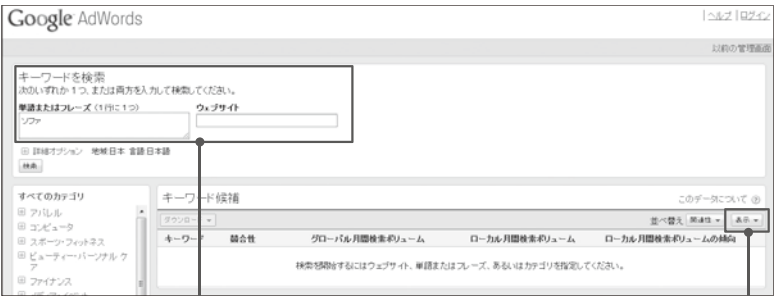 Google AdWords
ヘルプ | ログイン
以前の管理画面
キーワードを検索
次のいずれか 1つ、または両方を入力して検索してください。
単語またはフレーズ（1行に1つ） ウェブサイト
ソファ
詳細オプション 地域 日本 言語 日本語
検索
すべてのカテゴリ
アパレル
コンピュータ
スポーツ・フィットネス
ビューティー・パーソナル ケ
ア
ファイナンス
キーワード候補
このデータについて
ダウンロード
並べ替え 関連性 表示
キーワード 競合性 グローバル月間検索ボリューム ローカル月間検索ボリューム ローカル月間検索ボリュームの傾向
検索を開始するにはウェブサイト、単語またはフレーズ、あるいはカテゴリを指定してください。